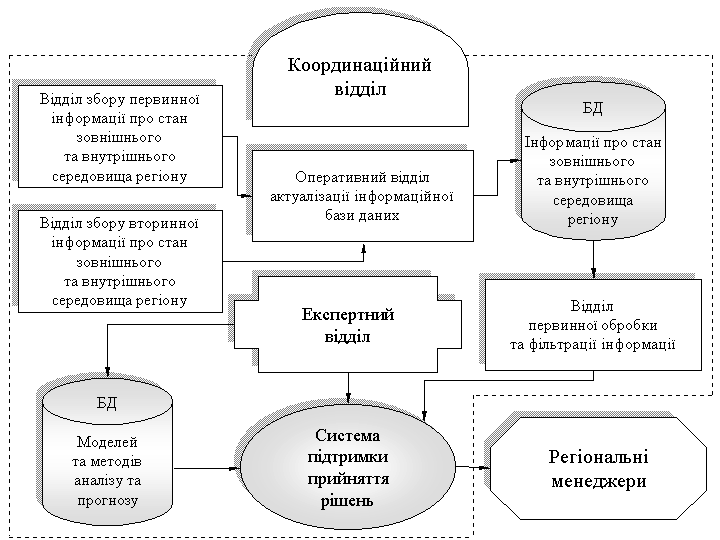 Координаційний
відділ
Відділ збору первинної
інформації про стан
зовнішнього
та внутрішнього
середовища регіону
БД
Інформації про стан
зовнішнього
та внутрішнього
середовища
регіону
Оперативний відділ
актуалізації інформаційної
бази даних
Відділ збору вторинної
інформації про стан
зовнішнього
та внутрішнього
середовища регіону
Експертний
відділ
Відділ
первинної обробки
та фільтрації інформації
БД
Моделей
та методів
аналізу та
прогнозу
Система
підтримки
прийняття
рішень
Регіональні
менеджери